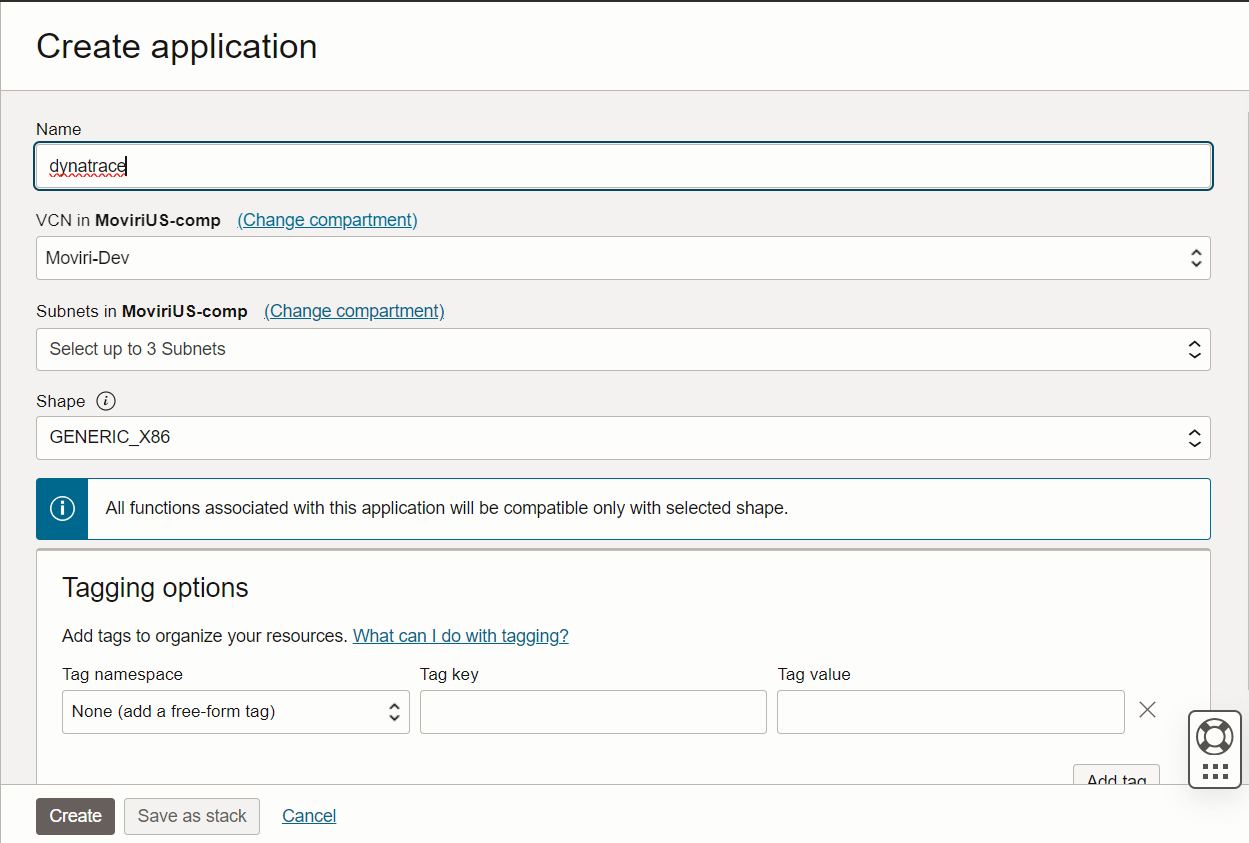 Create application
Name
dynatrace
VCN in MoviriUS-comp (Change compartment)
Moviri-Dev
Subnets in MoviriUS-comp (Change compartment)
Select up to 3 Subnets
Shape
GENERIC_X86
All functions associated with this application will be compatible only with selected shape.
Tagging options
Add tags to organize your resources. What can I do with tagging?
Tag namespace Tag key Tag value
None (add a free-form tag)
Add tag
Create Save as stack Cancel